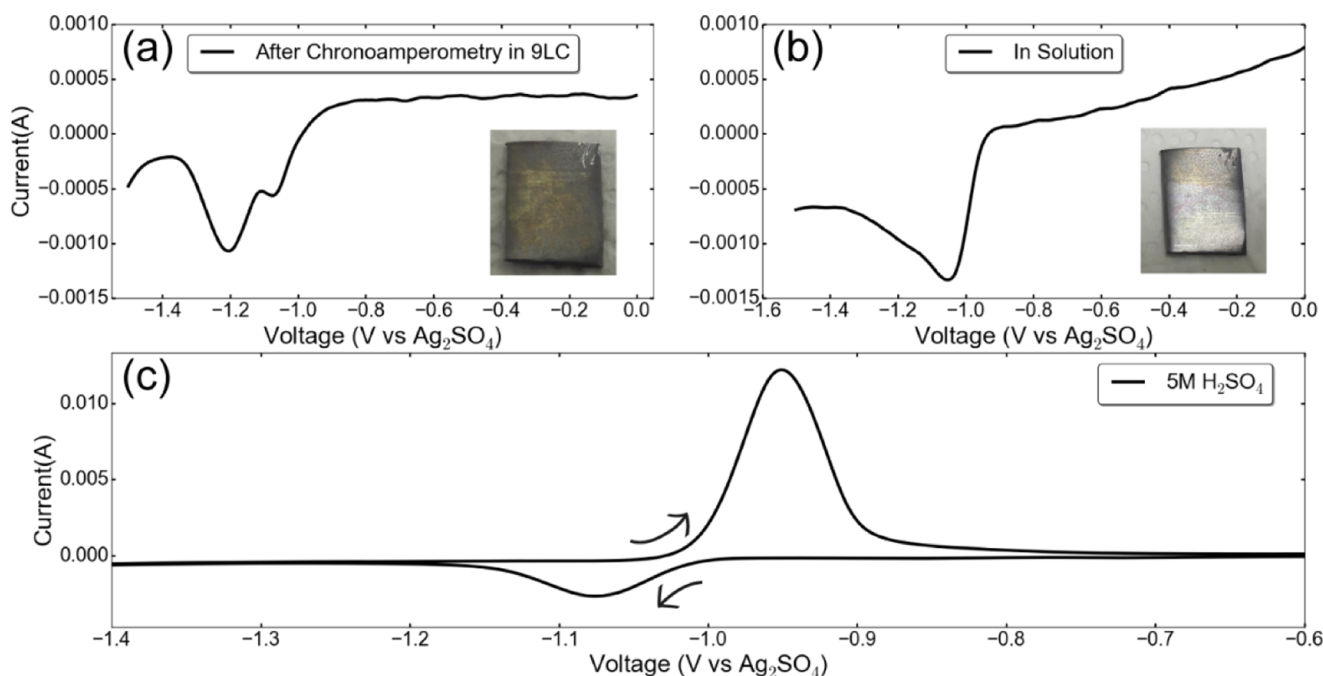 (a)
After Chronoamperometry in 9LC
0.0010
0.0005
0.0000
−0.0005
−0.0010
−0.0015
Current(A)
−1.4 −1.2 −1.0 −0.8 −0.6 −0.4 −0.2 0.0
Voltage (V vs Ag₂SO₄)
(b)
In Solution
0.0010
0.0005
0.0000
−0.0005
−0.0010
−0.0015
−1.6 −1.4 −1.2 −1.0 −0.8 −0.6 −0.4 −0.2 0.0
Voltage (V vs Ag₂SO₄)
(c)
5M H₂SO₄
0.010
0.005
0.000
Current(A)
−1.4 −1.3 −1.2 −1.1 −1.0 −0.9 −0.8 −0.7 −0.6
Voltage (V vs Ag₂SO₄)